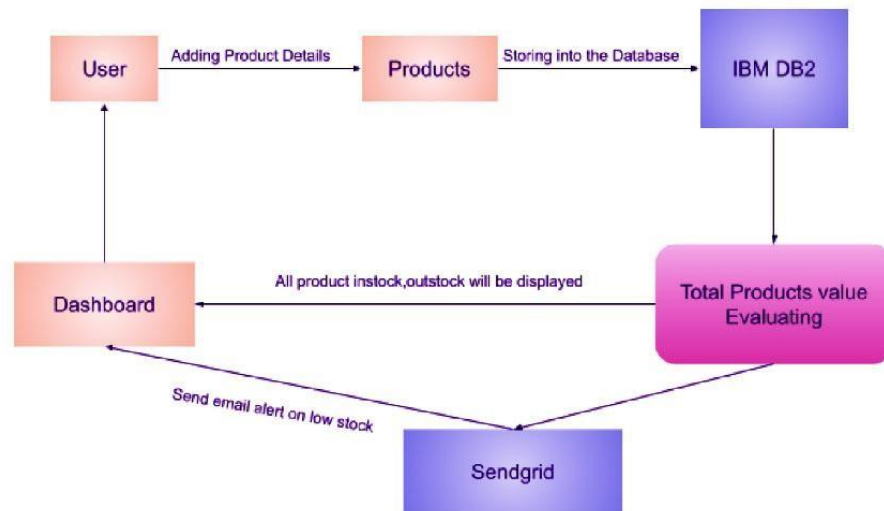 User
Adding Product Details
Products
Storing into the Database
IBM DB2
Dashboard
All product instock,outstock will be displayed
Total Products value
Evaluating
Send email alert on low stock
Sendgrid